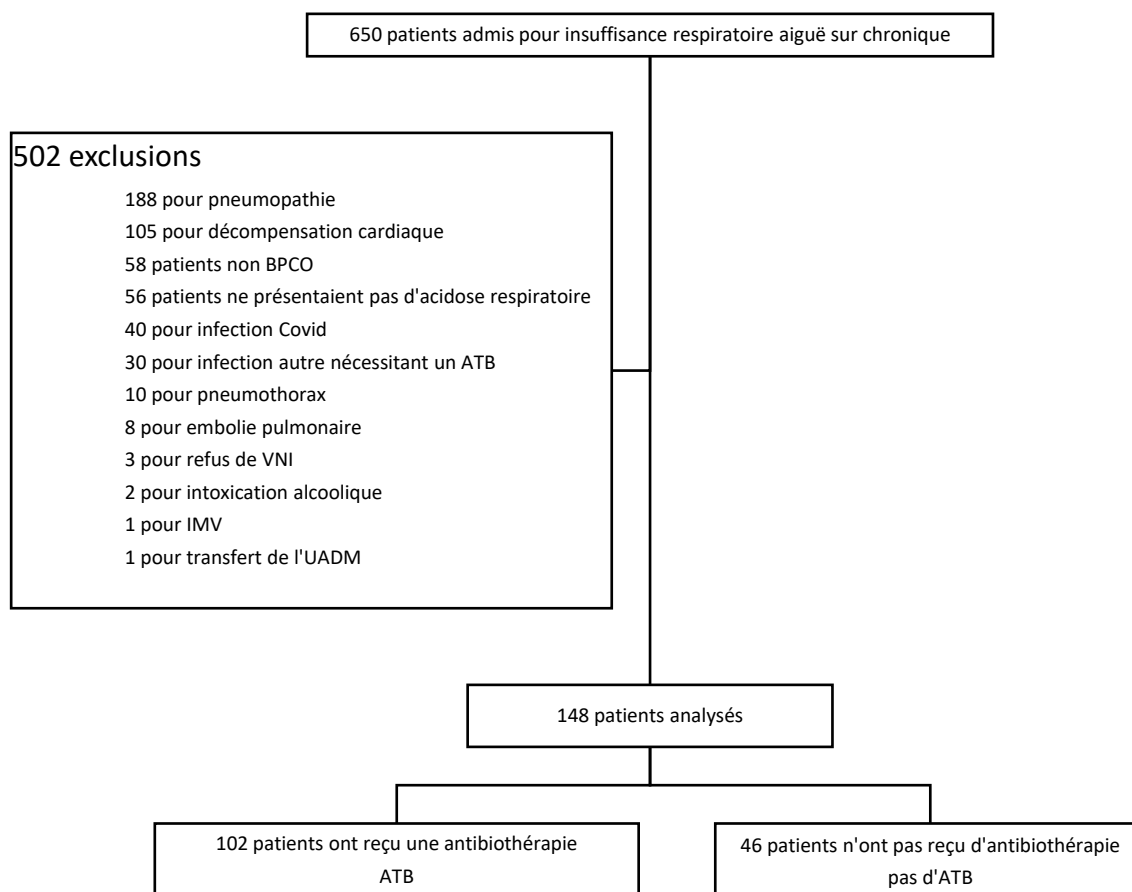 650 patients admis pour insuffisance respiratoire aiguë sur chronique
502 exclusions
188 pour pneumopathie
105 pour décompensation cardiaque
58 patients non BPCO
56 patients ne présentaient pas d'acidose respiratoire
40 pour infection Covid
30 pour infection autre nécessitant un ATB
10 pour pneumothorax
8 pour embolie pulmonaire
3 pour refus de VNI
2 pour intoxication alcoolique
1 pour IMV
1 pour transfert de l'UADM
148 patients analysés
102 patients ont reçu une antibiothérapie
ATB
46 patients n'ont pas reçu d'antibiothérapie
pas d'ATB